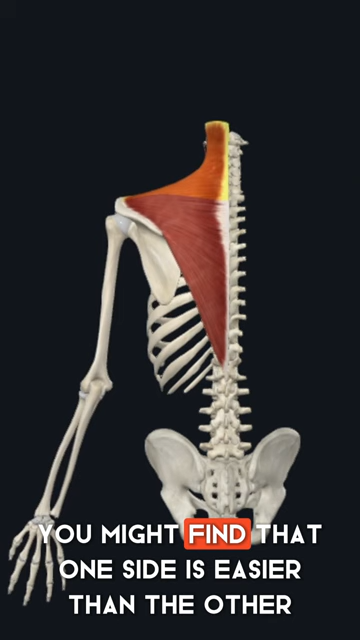 YOU MIGHT FIND THAT
ONE SIDE IS EASIER
THAN THE OTHER